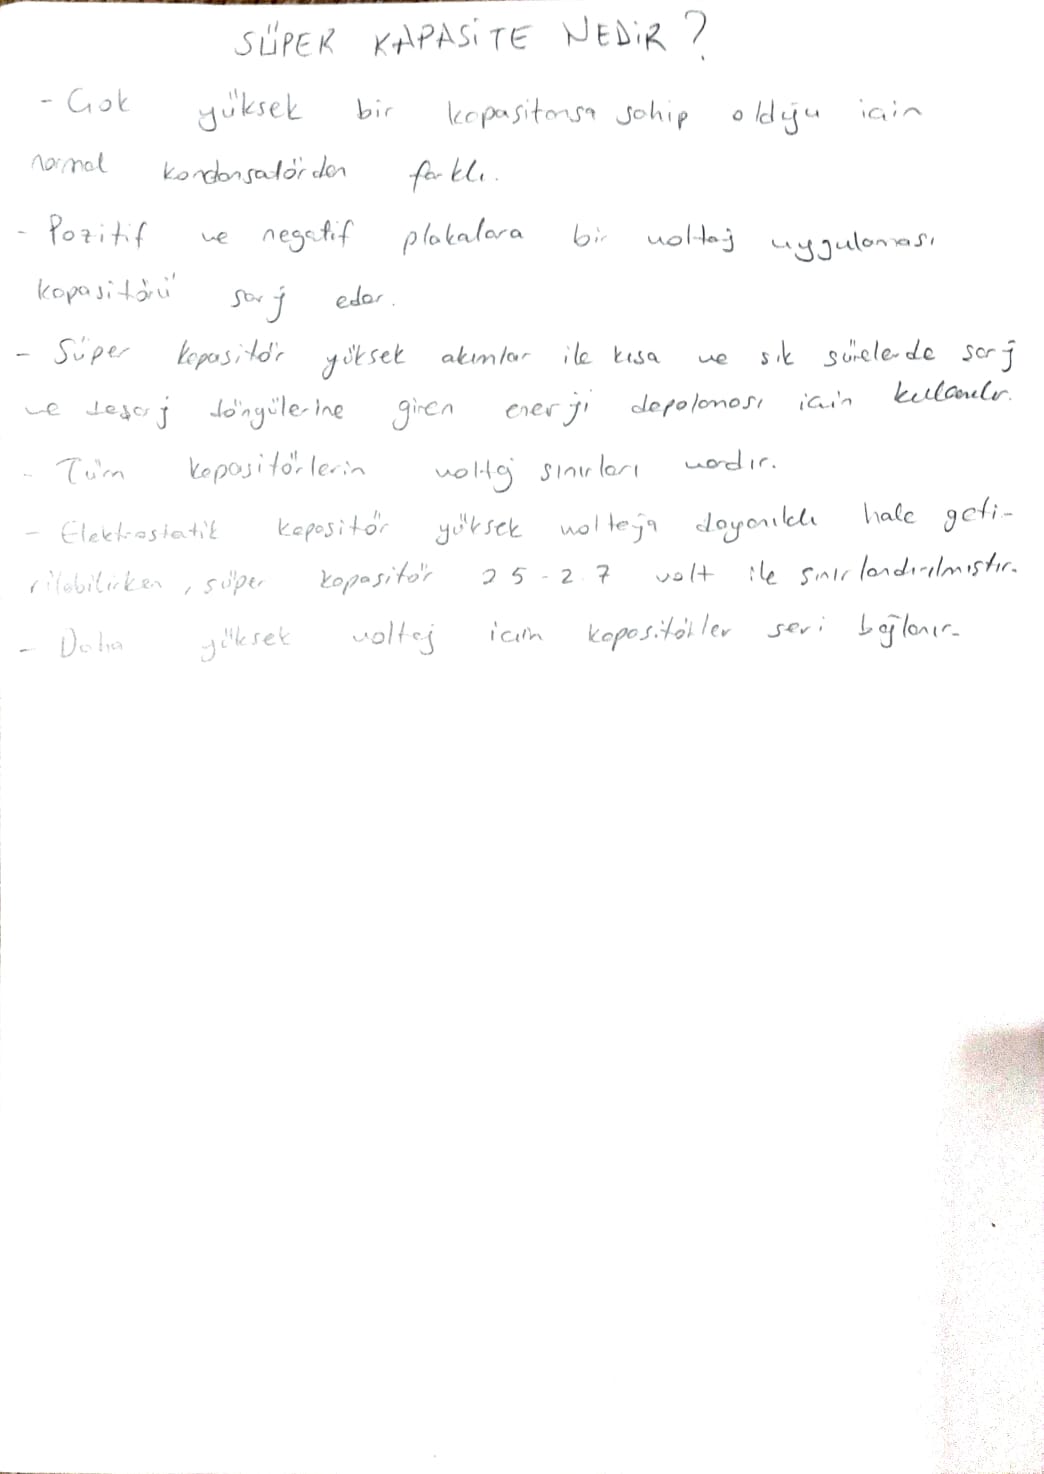 SÜPER KAPASİTE NEDİR ?
- Çok yüksek bir kapasitansa sahip olduğu için
normal kondansatörden farklı.
- Pozitif ve negatif plakalara bir voltaj uygulaması
kapasitörü şarj eder.
- Süper kapasitör yüksek akımlar ile kısa ve sık sürelerde şarj
ve deşarj döngülerine giren enerji depolaması için kullanılır.
- Tüm kapasitörlerin voltaj sınırları vardır.
- Elektrostatik kapasitör yüksek voltaja dayanıklı hale geti-
rilebilirken, süper kapasitör 25 - 2.7 volt ile sınırlandırılmıştır.
- Daha yüksek voltaj için kapasitörler seri bağlanır.